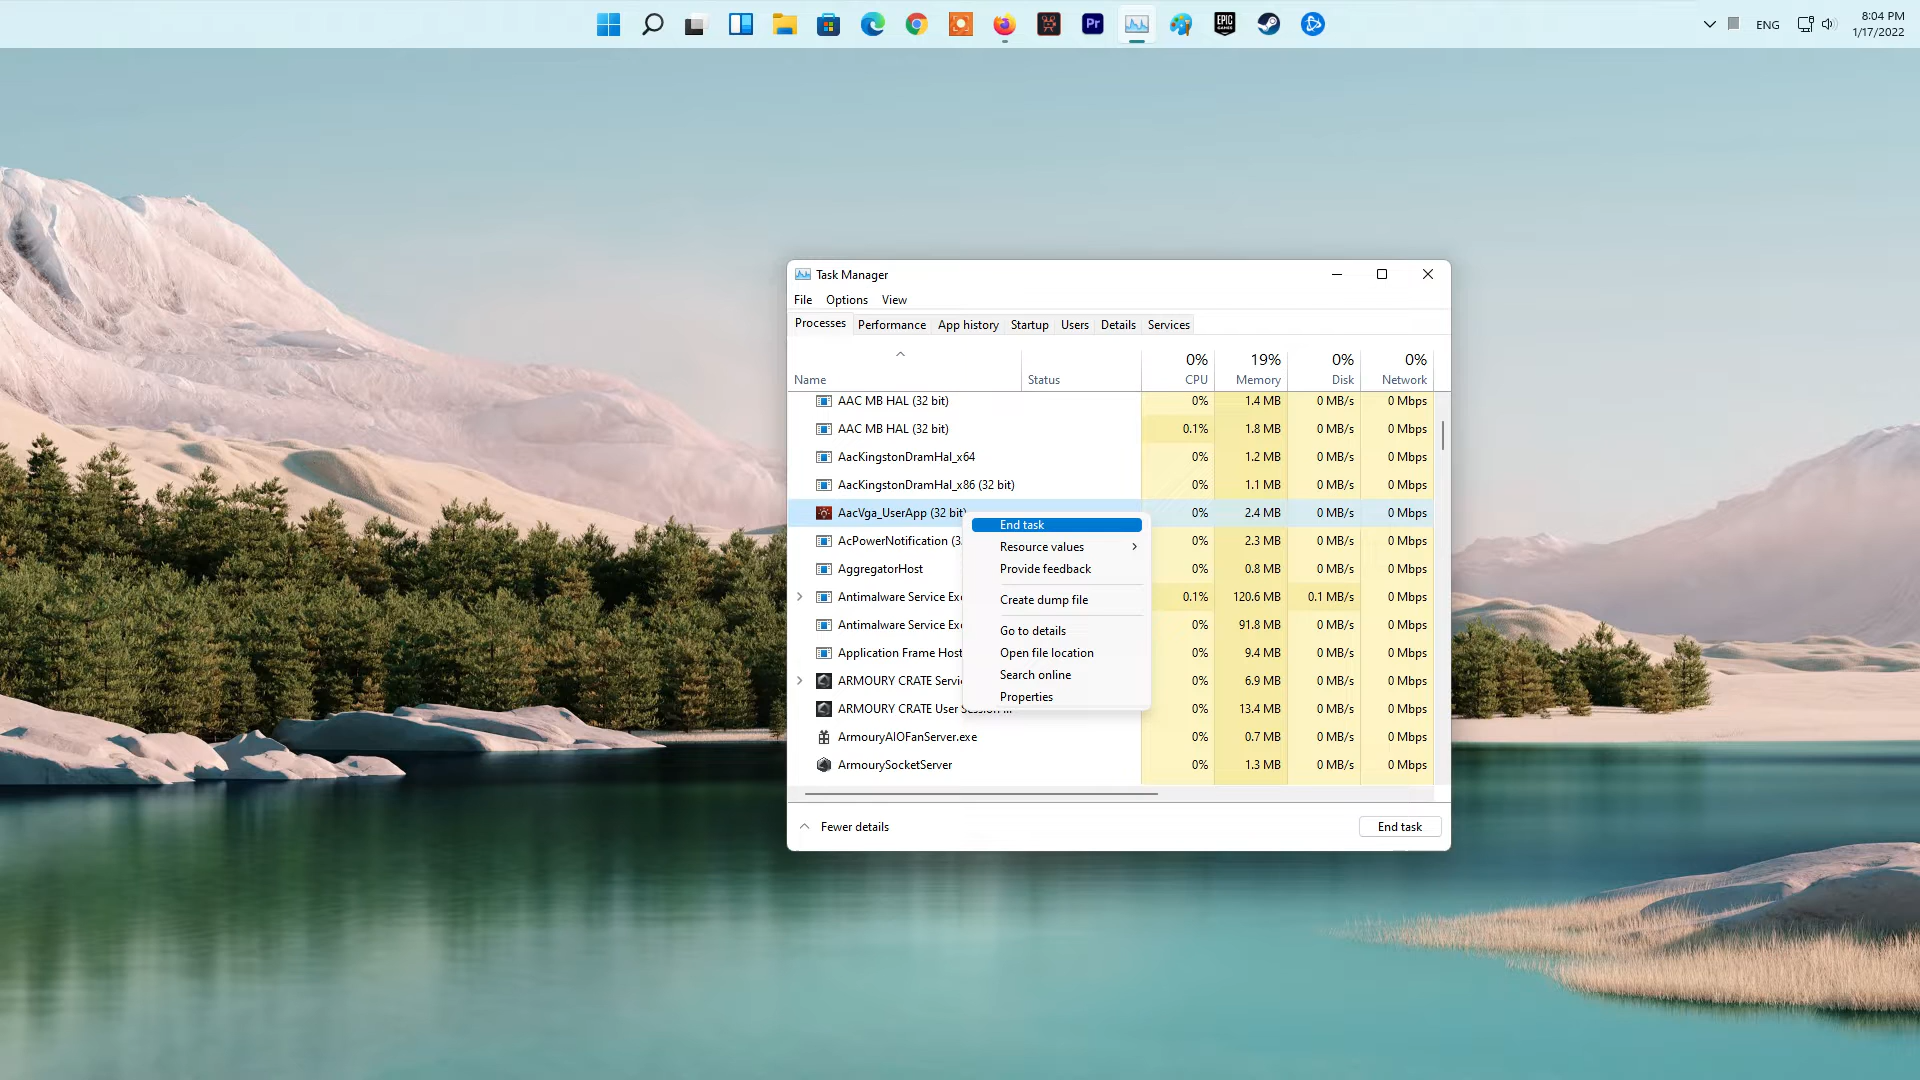 Pr
EPIC
GAMES
ENG
8:04 PM
1/17/2022
Task Manager
File Options View
Processes Performance App history Startup Users Details Services
0% 19% 0% 0%
Name Status CPU Memory Disk Network
AAC MB HAL (32 bit) 0% 1.4 MB 0 MB/s 0 Mbps
AAC MB HAL (32 bit) 0.1% 1.8 MB 0 MB/s 0 Mbps
AacKingstonDramHal_x64 0% 1.2 MB 0 MB/s 0 Mbps
AacKingstonDramHal_x86 (32 bit) 0% 1.1 MB 0 MB/s 0 Mbps
AacVga_UserApp (32 bit) 0% 2.4 MB 0 MB/s 0 Mbps
End task
AcPowerNotification (3 0% 2.3 MB 0 MB/s 0 Mbps
Resource values
AggregatorHost 0% 0.8 MB 0 MB/s 0 Mbps
Provide feedback
Antimalware Service Exe 0.1% 120.6 MB 0.1 MB/s 0 Mbps
Create dump file
Antimalware Service Exe 0% 91.8 MB 0 MB/s 0 Mbps
Go to details
Application Frame Host 0% 9.4 MB 0 MB/s 0 Mbps
Open file location
ARMOURY CRATE Servic 0% 6.9 MB 0 MB/s 0 Mbps
Search online
Properties
ARMOURY CRATE User Session ... 0% 13.4 MB 0 MB/s 0 Mbps
ArmouryAIOFanServer.exe 0% 0.7 MB 0 MB/s 0 Mbps
ArmourySocketServer 0% 1.3 MB 0 MB/s 0 Mbps
Fewer details End task